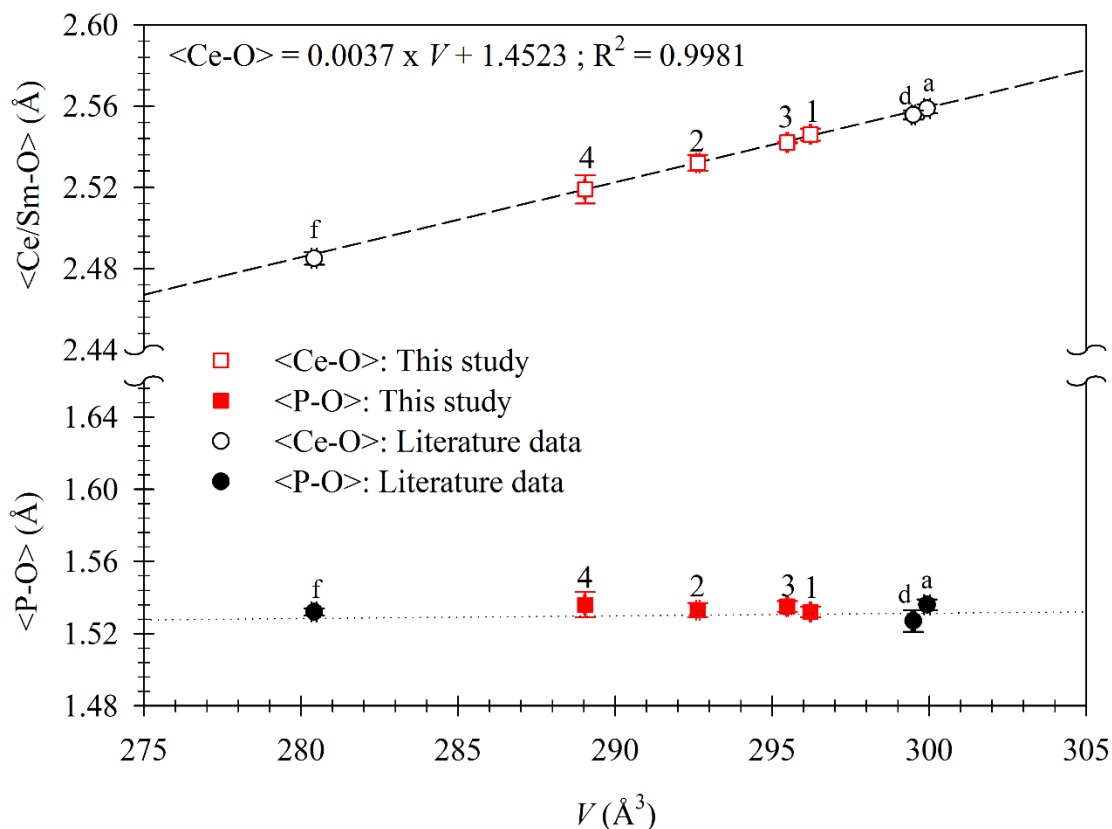 <Ce-O> = 0.0037 x V + 1.4523 ; R² = 0.9981
<Ce/Sm-O> (Å)
2.60
2.56
2.52
2.48
2.44
f
4
2
3
1
d
a
<Ce-O>: This study
<P-O>: This study
<Ce-O>: Literature data
<P-O>: Literature data
<P-O> (Å)
1.64
1.60
1.56
1.52
1.48
f
4
2
3
1
d
a
275 280 285 290 295 300 305
V (Å³)